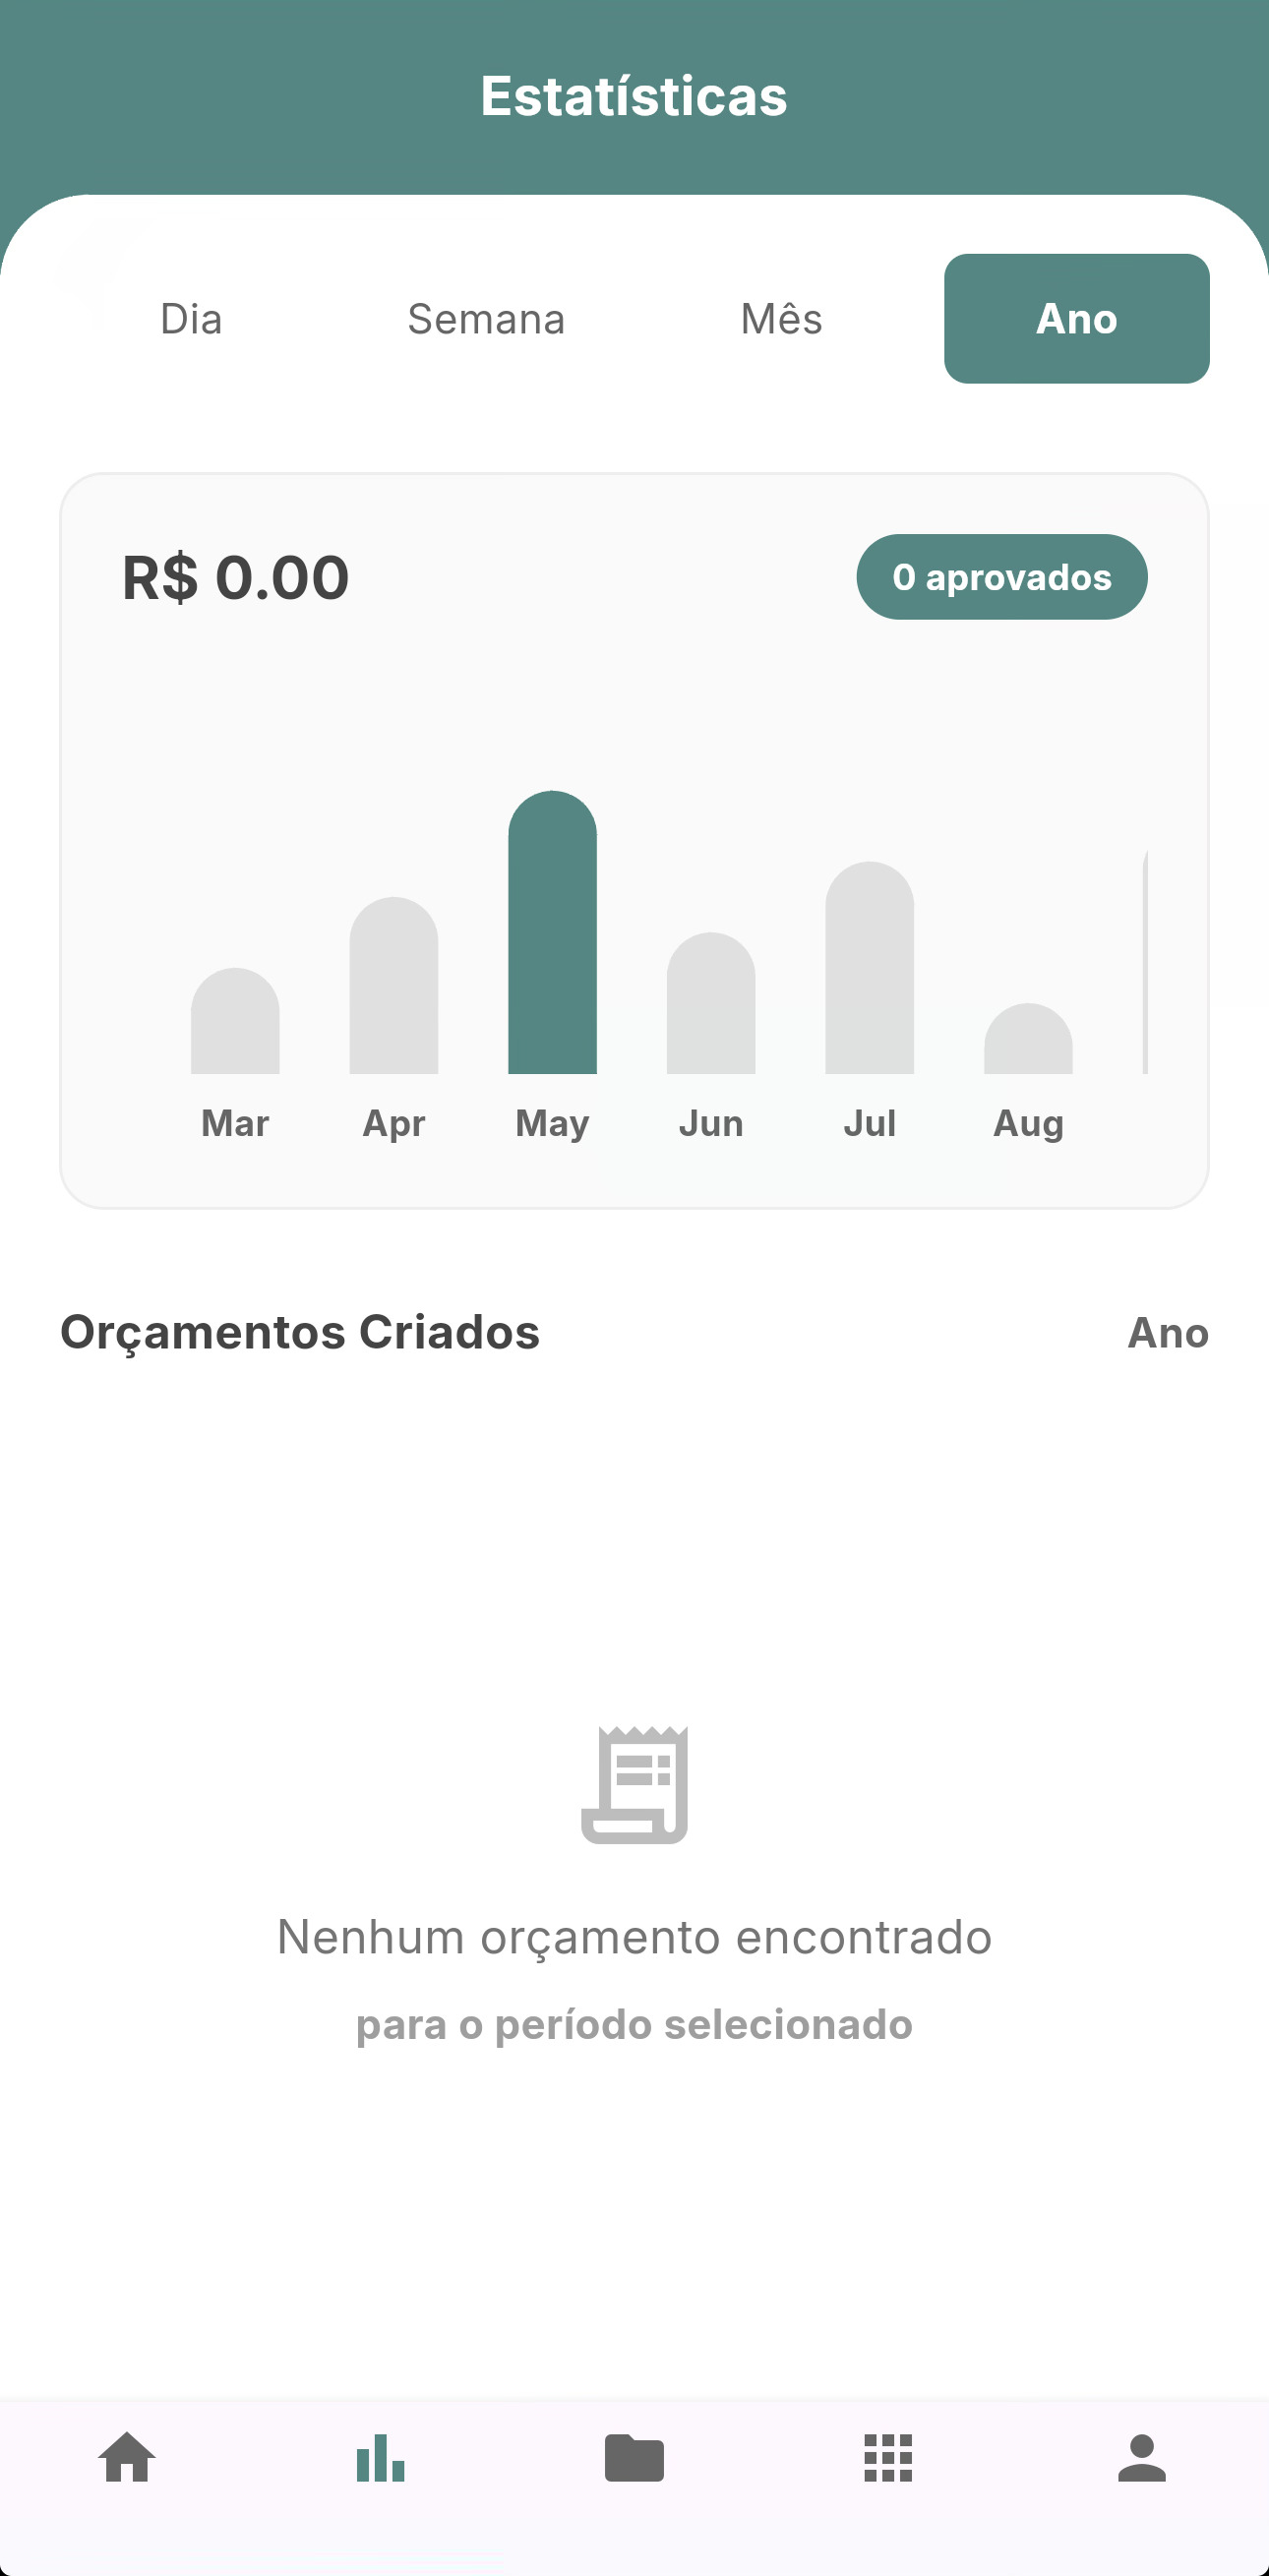 Estatísticas
Dia Semana Mês Ano
R$ 0.00 0 aprovados
Mar Apr May Jun Jul Aug
Orçamentos Criados Ano
Nenhum orçamento encontrado
para o período selecionado